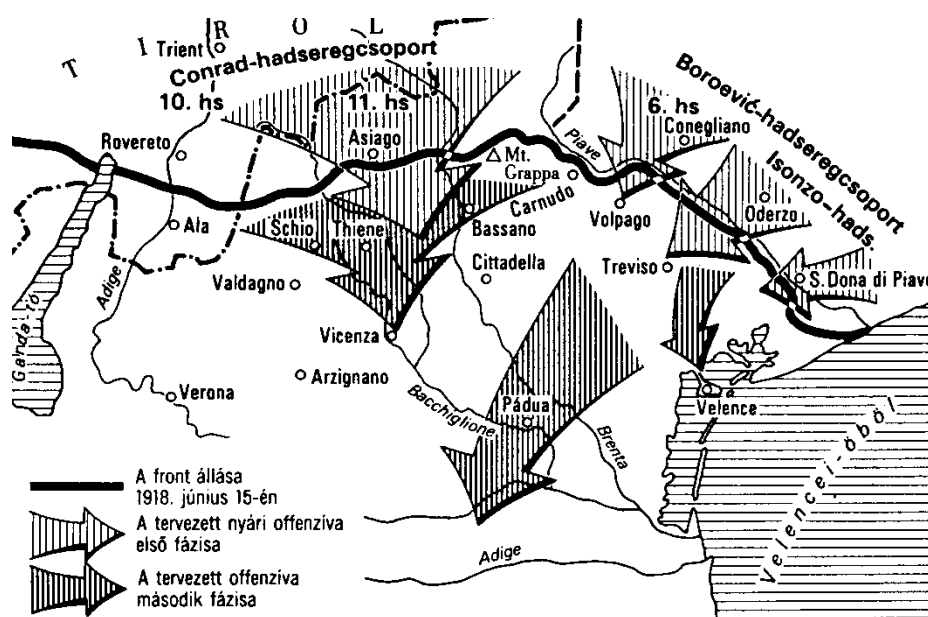 TIROL
Trient
Conrad-hadseregcsoport
10. hs
11. hs
6. hs
Boroević-hadseregcsoport
Isonzo-hads.
Rovereto
Asiago
Mt.
Grappa
Piave
Conegliano
Carnudo
Oderzo
Ala
Schio
Thiene
Bassano
Volpago
Valdagno
Cittadella
Treviso
S. Dona di Piave
Adige
Garda-tó
Vicenza
Verona
Arzignano
Bacchiglione
Pádua
Brenta
Velence
Velencei-öböl
Adige
A front állása
1918. június 15-én
A tervezett nyári offenzíva
első fázisa
A tervezett offenzíva
második fázisa